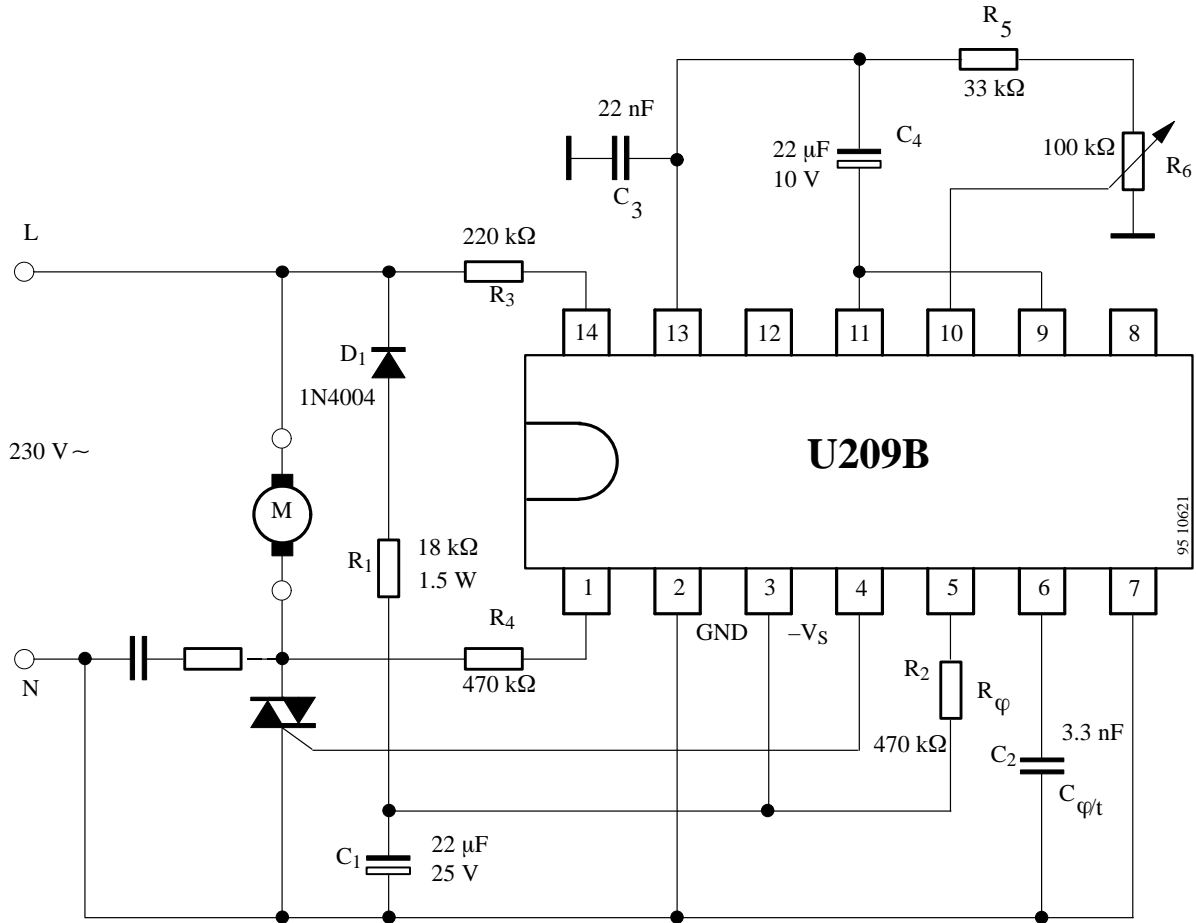 R5
33 kΩ
22 nF
C3
22 μF
10 V
C4
100 kΩ
R6
L
220 kΩ
R3
14
13
12
11
10
9
8
D1
1N4004
230 V~
U209B
95 10621
M
R1
18 kΩ
1.5 W
1
2
3
4
5
6
7
GND
–VS
R4
470 kΩ
N
R2
Rφ
470 kΩ
3.3 nF
C2
Cφ/t
C1
22 μF
25 V